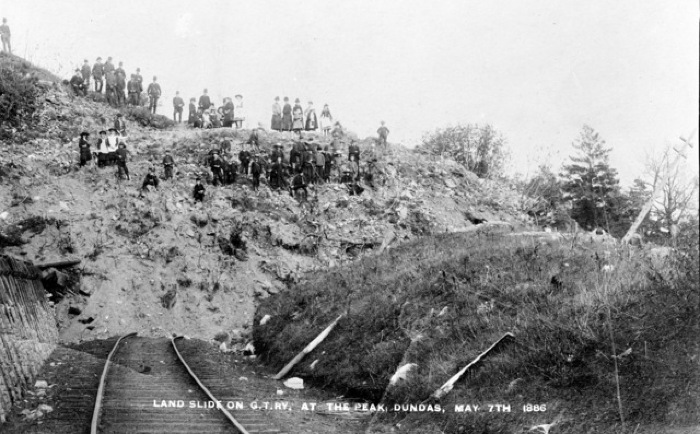 LAND SLIDE ON G.T.RY, AT THE PEAK, DUNDAS, MAY 7TH 1886